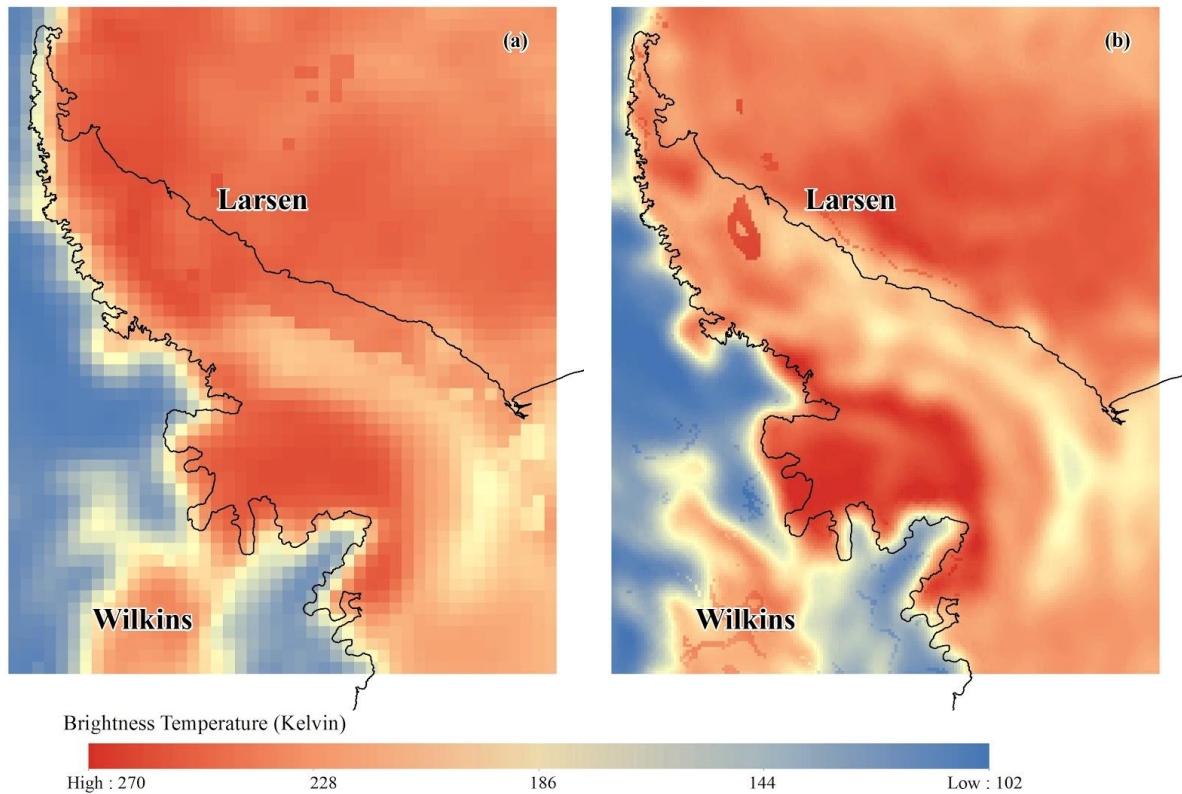 (a)
(b)
Larsen
Larsen
Wilkins
Wilkins
Brightness Temperature (Kelvin)
High : 270 228 186 144 Low : 102